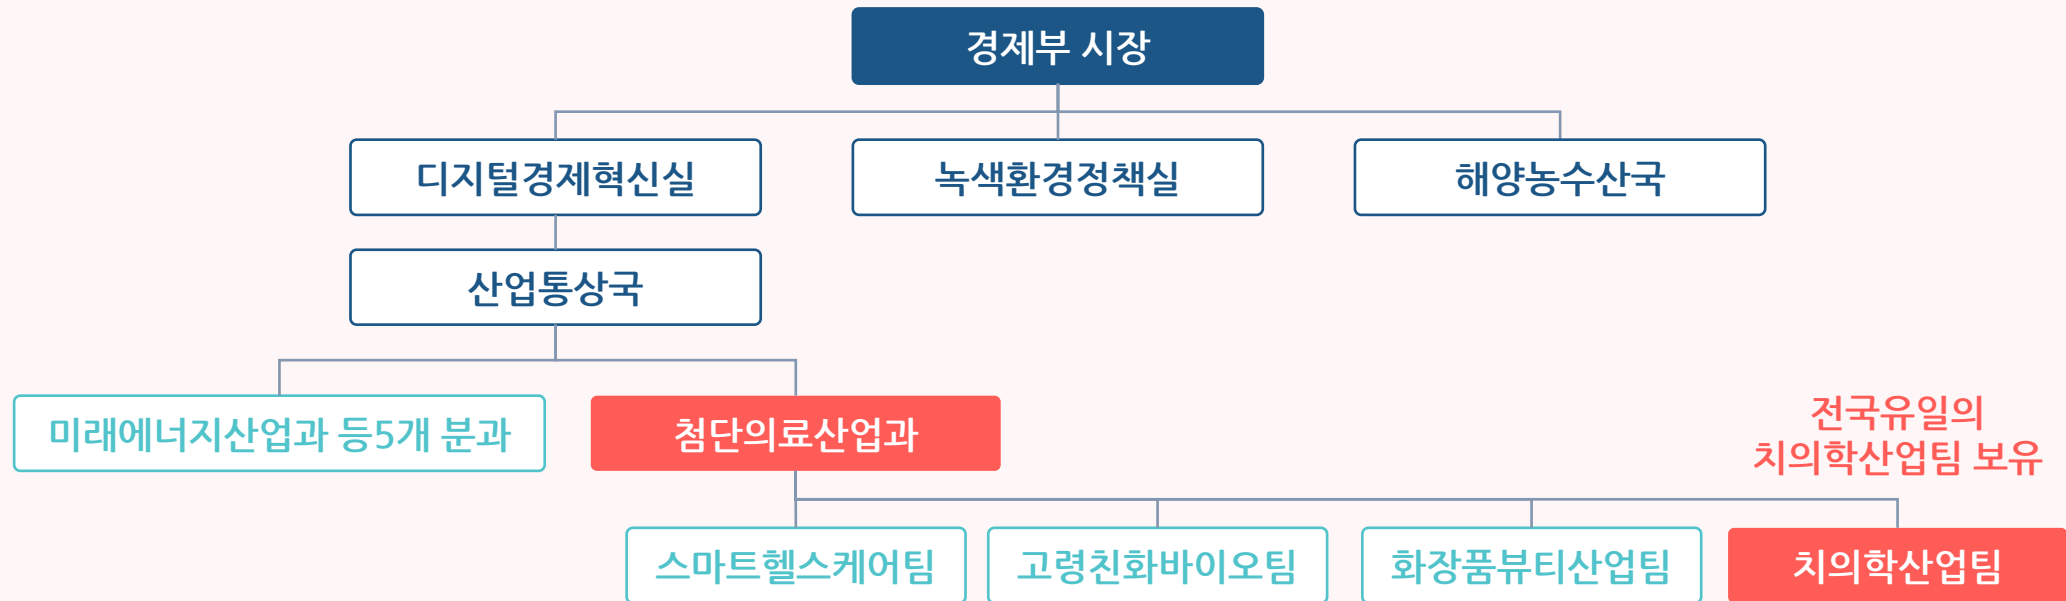 경제부 시장
디지털경제혁신실
녹색환경정책실
해양농수산국
산업통상국
미래에너지산업과 등5개 분과
첨단의료산업과
전국유일의
치의학산업팀 보유
스마트헬스케어팀
고령친화바이오팀
화장품뷰티산업팀
치의학산업팀